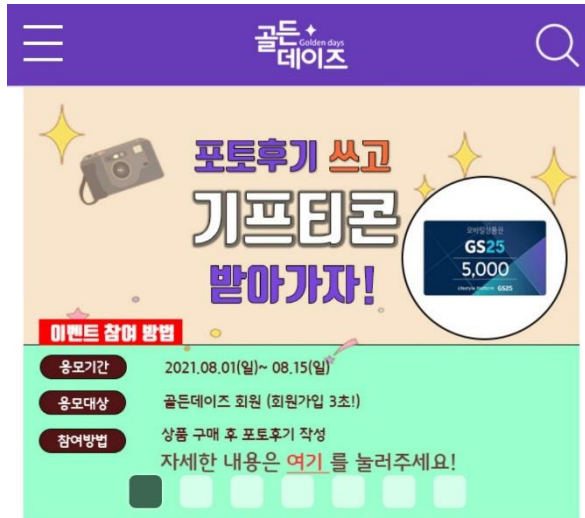 골든
Golden days
데이즈
포토후기 쓰고
기프티콘
받아가자!
모바일상품권
GS25
5,000
Lifestyle Platform GS25
이벤트 참여 방법
응모기간
2021.08.01(일)~ 08.15(일)
응모대상
골든데이즈 회원 (회원가입 3초!)
참여방법
상품 구매 후 포토후기 작성
자세한 내용은 여기 를 눌러주세요!